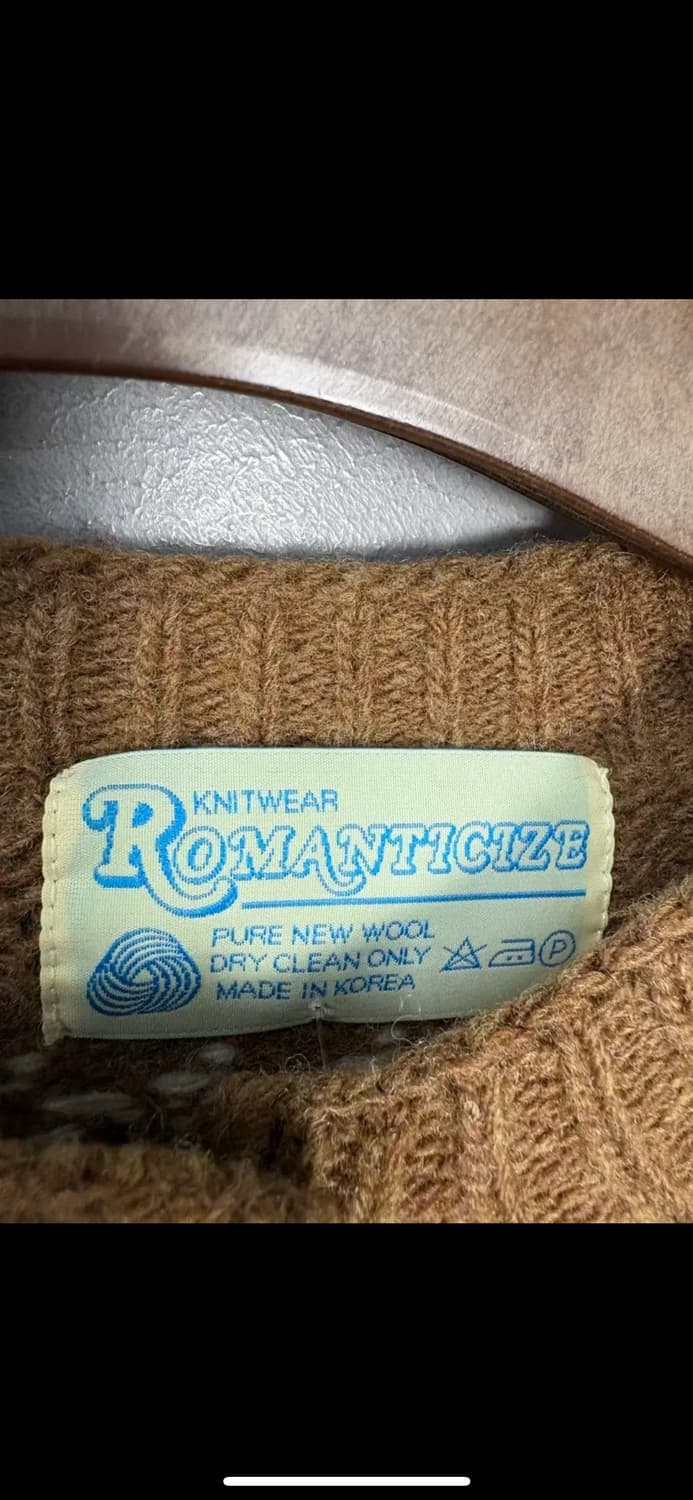 KNITWEAR
ROMANTICIZE
PURE NEW WOOL
DRY CLEAN ONLY
MADE IN KOREA
P